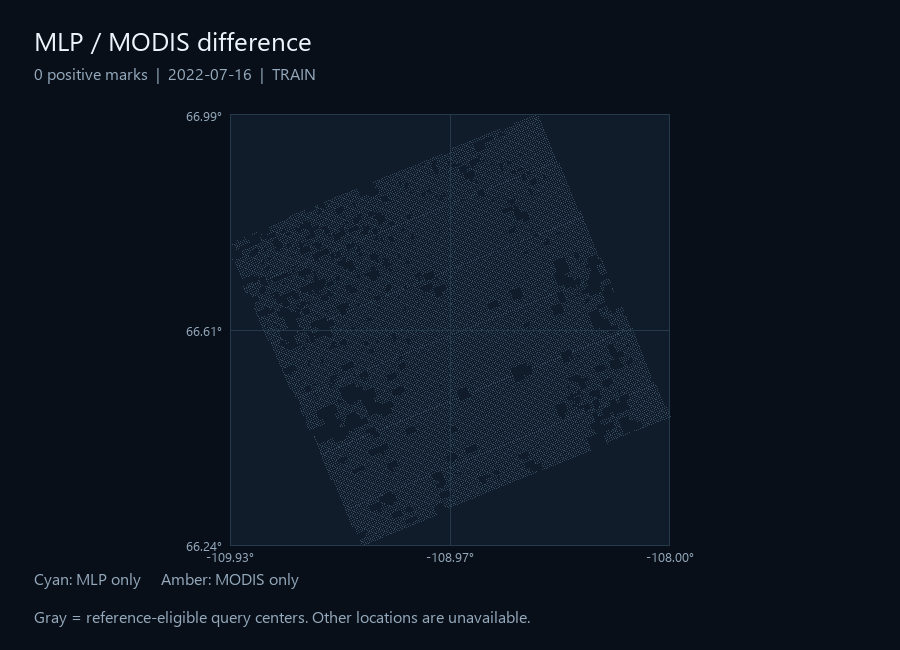 MLP / MODIS difference
0 positive marks | 2022-07-16 | TRAIN
66.99°
66.61°
66.24°
-109.93° -108.97° -108.00°
Cyan: MLP only Amber: MODIS only
Gray = reference-eligible query centers. Other locations are unavailable.